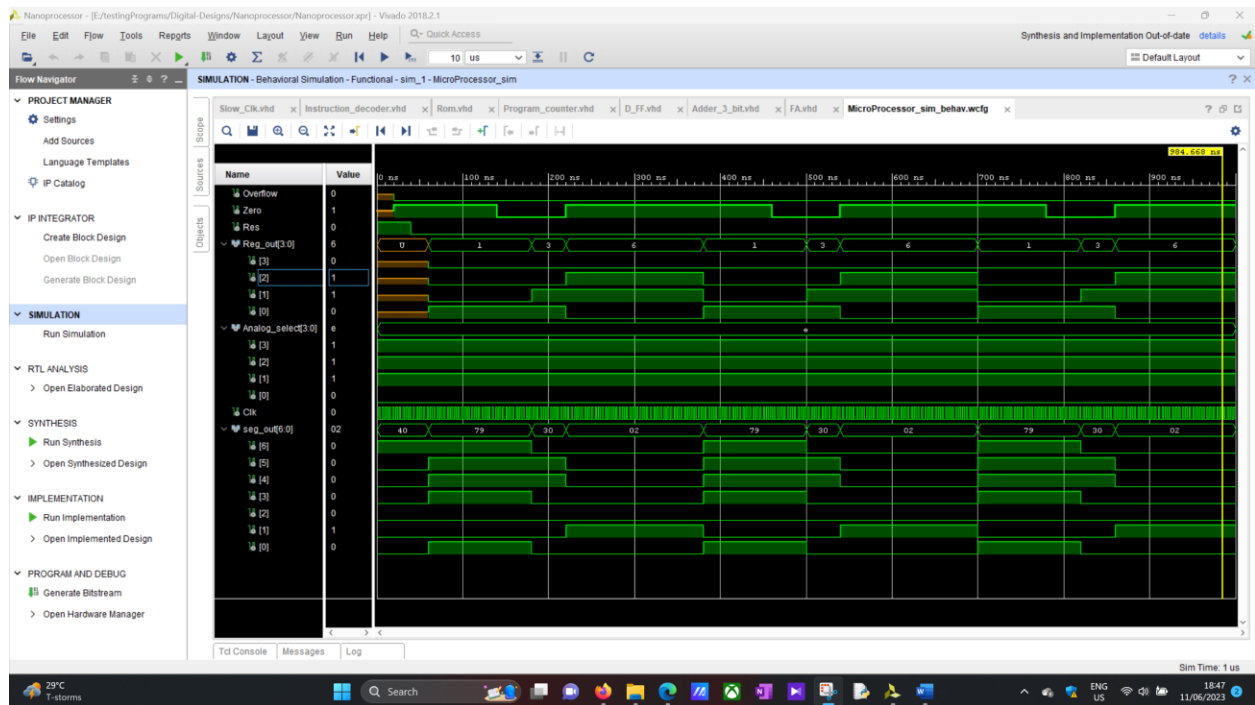 Nanoprocessor - [E:/testingPrograms/Digital-Designs/Nanoprocessor/Nanoprocessor.xpr] - Vivado 2018.2.1
File Edit Flow Tools Reports Window Layout View Run Help Q- Quick Access
Synthesis and Implementation Out-of-date details
10 us
Default Layout
Flow Navigator
SIMULATION - Behavioral Simulation - Functional - sim_1 - MicroProcessor_sim
PROJECT MANAGER
Settings
Add Sources
Language Templates
IP Catalog
IP INTEGRATOR
Create Block Design
Open Block Design
Generate Block Design
SIMULATION
Run Simulation
RTL ANALYSIS
Open Elaborated Design
SYNTHESIS
Run Synthesis
Open Synthesized Design
IMPLEMENTATION
Run Implementation
Open Implemented Design
PROGRAM AND DEBUG
Generate Bitstream
Open Hardware Manager
Scope
Sources
Objects
Slow_Clk.vhd Instruction_decoder.vhd Rom.vhd Program_counter.vhd D_FF.vhd Adder_3_bit.vhd FA.vhd MicroProcessor_sim_behav.wcfg
984.668 ns
Name Value 0 ns 100 ns 200 ns 300 ns 400 ns 500 ns 600 ns 700 ns 800 ns 900 ns
Overflow 0
Zero 1
Res 0
Reg_out[3:0] 6 U 1 3 6 1 3 6 1 3 6
[3] 0
[2] 1
[1] 1
[0] 0
Analog_select[3:0] e e
[3] 1
[2] 1
[1] 1
[0] 0
Clk 0
seg_out[6:0] 02 40 79 30 02 79 30 02 79 30 02
[6] 0
[5] 0
[4] 0
[3] 0
[2] 0
[1] 1
[0] 0
Tcl Console Messages Log
Sim Time: 1 us
29°C
T-storms
Search
ENG
US
18:47
11/06/2023
2